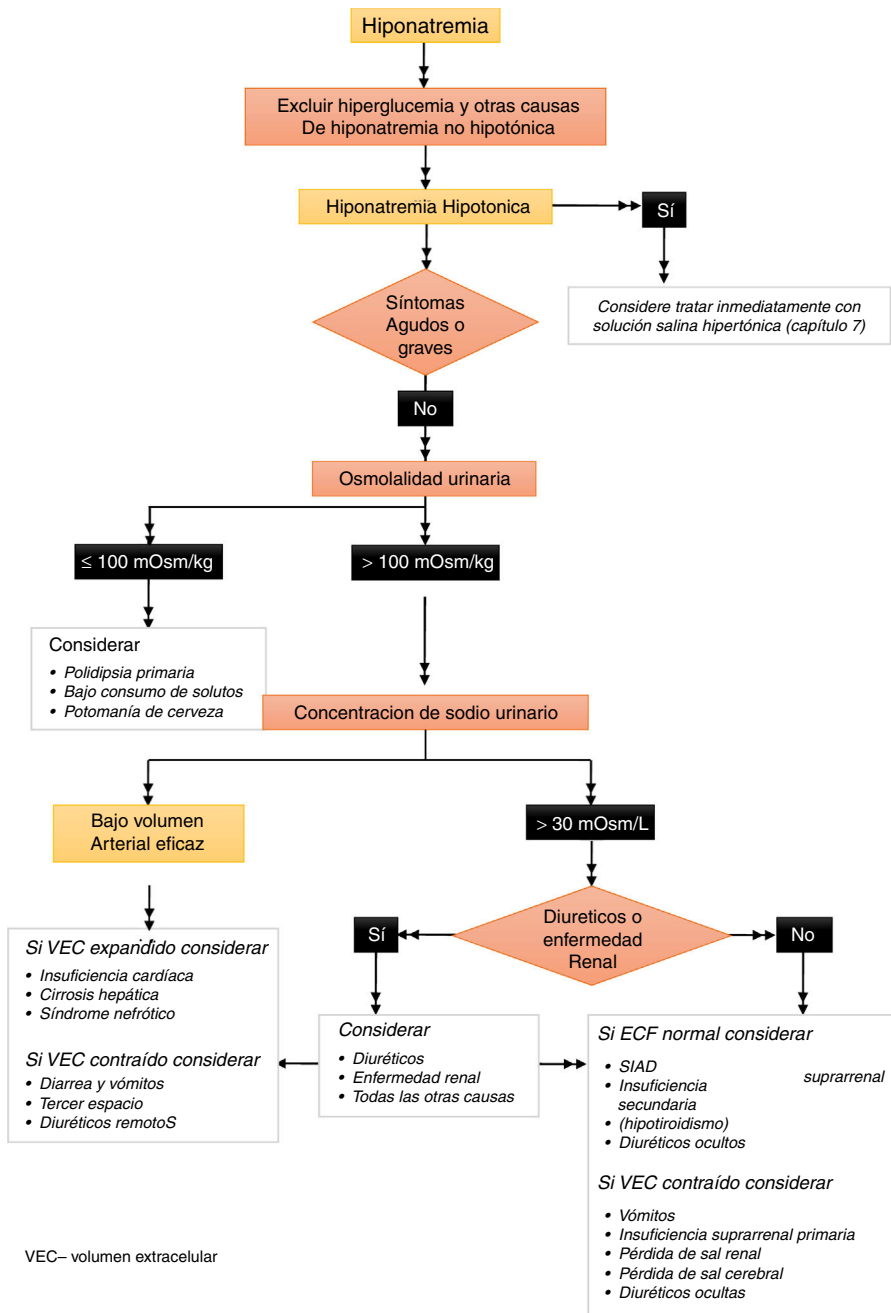 Hiponatremia
Excluir hiperglucemia y otras causas
De hiponatremia no hipotónica
Hiponatremia Hipotonica
Sí
Síntomas
Agudos o
graves
Considere tratar inmediatamente con
solución salina hipertónica (capítulo 7)
No
Osmolalidad urinaria
≤ 100 mOsm/kg
> 100 mOsm/kg
Considerar
• Polidipsia primaria
• Bajo consumo de solutos
• Potomanía de cerveza
Concentracion de sodio urinario
Bajo volumen
Arterial eficaz
> 30 mOsm/L
Diureticos o
enfermedad
Renal
Sí
No
Si VEC expandido considerar
• Insuficiencia cardíaca
• Cirrosis hepática
• Síndrome nefrótico
Si VEC contraído considerar
• Diarrea y vómitos
• Tercer espacio
• Diuréticos remotoS
Considerar
• Diuréticos
• Enfermedad renal
• Todas las otras causas
Si ECF normal considerar
• SIAD
• Insuficiencia suprarrenal
secundaria
• (hipotiroidismo)
• Diuréticos ocultos
Si VEC contraído considerar
• Vómitos
• Insuficiencia suprarrenal primaria
• Pérdida de sal renal
• Pérdida de sal cerebral
• Diuréticos ocultas
VEC– volumen extracelular